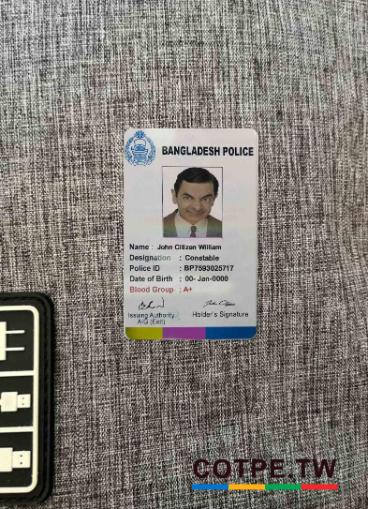 BANGLADESH POLICE
Name : John Citizen William
Designation : Constable
Police ID : BP7593025717
Date of Birth : 00- Jan-0000
Blood Group : A+
Issuing Authority
AIG (Estt)
Holder's Signature
COTPE.TW